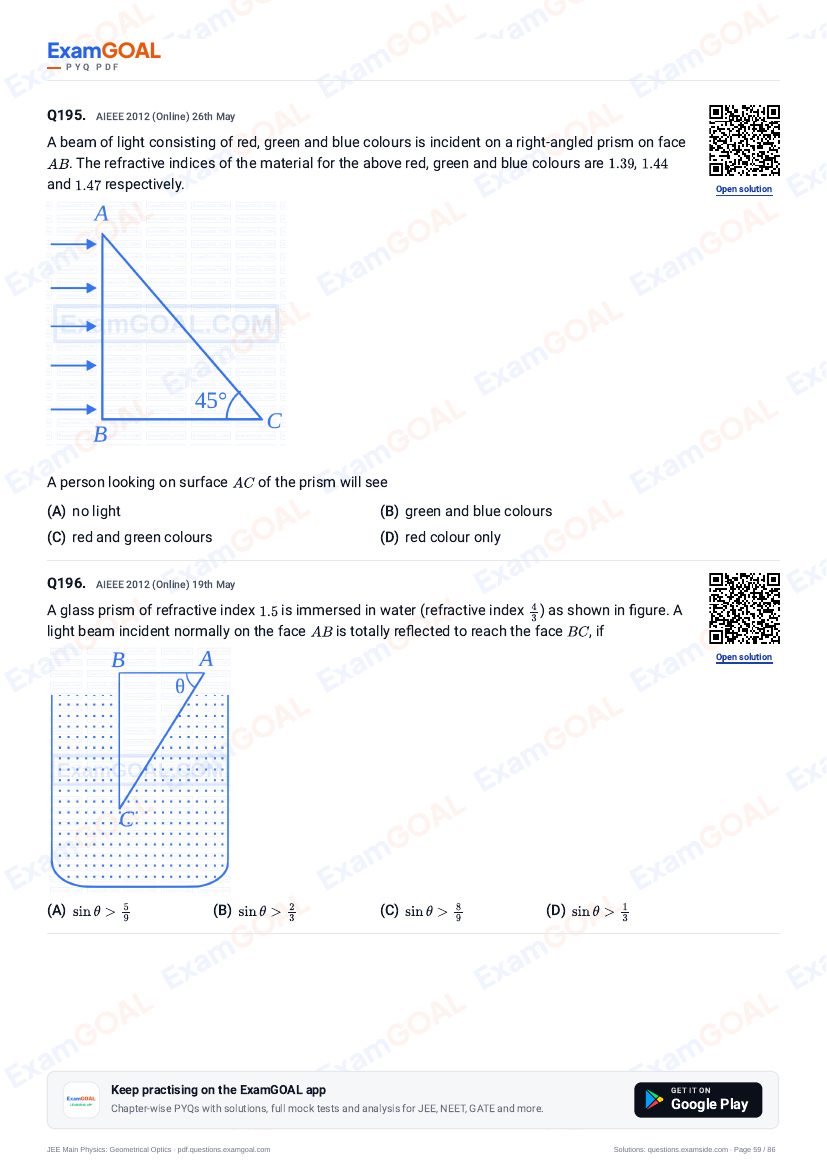 ExamGOAL
PYQ PDF
Q195. AIEEE 2012 (Online) 26th May
A beam of light consisting of red, green and blue colours is incident on a right-angled prism on face
AB. The refractive indices of the material for the above red, green and blue colours are 1.39, 1.44
and 1.47 respectively.
Open solution
A
ExamGOAL.COM
45°
B
C
A person looking on surface AC of the prism will see
(A) no light
(B) green and blue colours
(C) red and green colours
(D) red colour only
Q196. AIEEE 2012 (Online) 19th May
A glass prism of refractive index 1.5 is immersed in water (refractive index 4/3) as shown in figure. A
light beam incident normally on the face AB is totally reflected to reach the face BC, if
Open solution
B A
θ
ExamGOAL.COM
C
(A) sin θ > 5/9
(B) sin θ > 2/3
(C) sin θ > 8/9
(D) sin θ > 1/3
ExamGOAL
Keep practising on the ExamGOAL app
Chapter-wise PYQs with solutions, full mock tests and analysis for JEE, NEET, GATE and more.
GET IT ON
Google Play
JEE Main Physics: Geometrical Optics · pdf.questions.examgoal.com
Solutions: questions.examside.com · Page 59 / 86